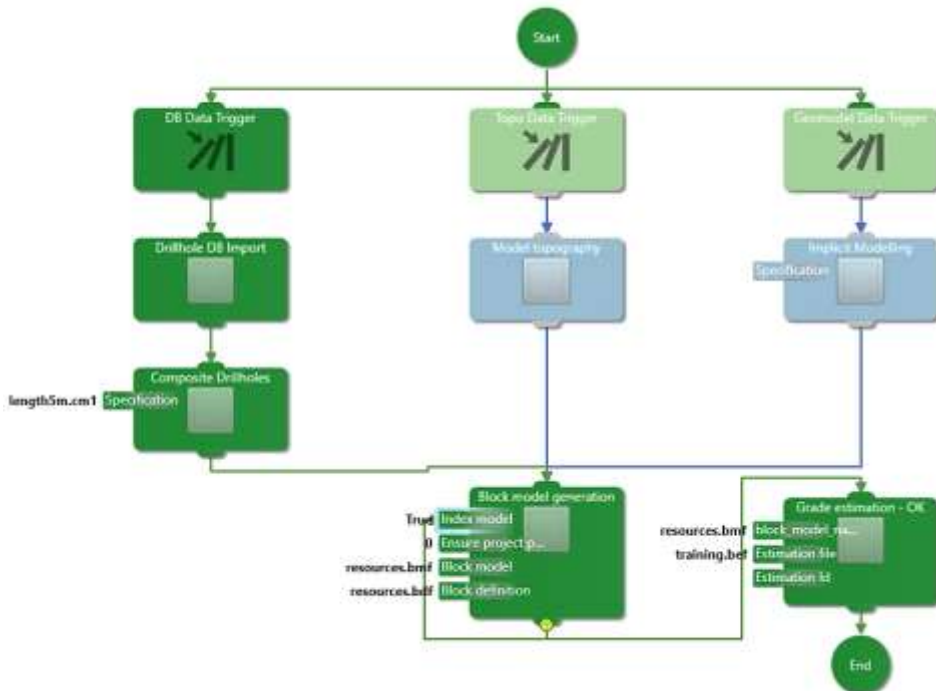 Start
DB Data Trigger
Topo Data Trigger
Geomodel Data Trigger
Drillhole DB Import
Model topography
Implicit Modelling
Specification
Composite Drillholes
length5m.cm1 Specification
Block model generation
True Index model
0 Ensure project p...
resources.bmf Block model
resources.bdf Block definition
Grade estimation - OK
resources.bmf block_model_na...
training.bef Estimation file
Estimation Id
End